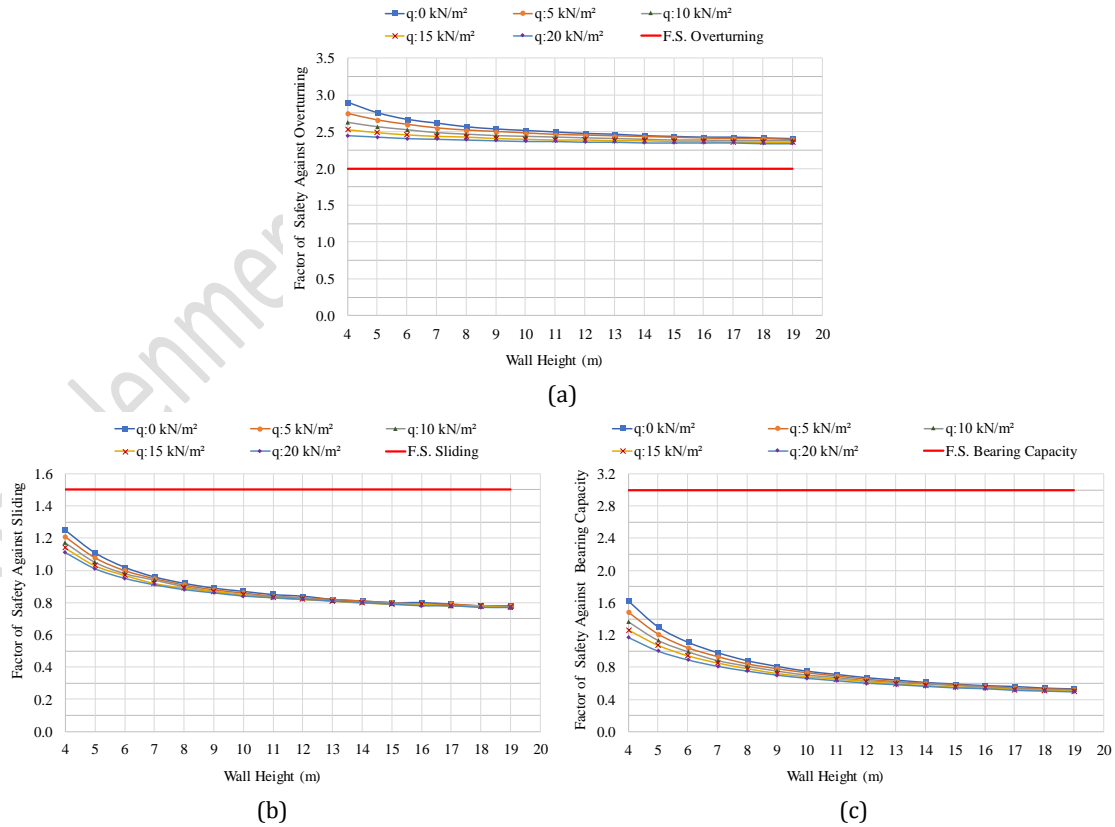 q:0 kN/m² q:5 kN/m² q:10 kN/m²
q:15 kN/m² q:20 kN/m² F.S. Overturning
Factor of Safety Against Overturning
3.5
3.0
2.5
2.0
1.5
1.0
0.5
0.0
4 5 6 7 8 9 10 11 12 13 14 15 16 17 18 19 20
Wall Height (m)
(a)
q:0 kN/m² q:5 kN/m² q:10 kN/m²
q:15 kN/m² q:20 kN/m² F.S. Sliding
Factor of Safety Against Sliding
1.6
1.4
1.2
1.0
0.8
0.6
0.4
0.2
0.0
4 5 6 7 8 9 10 11 12 13 14 15 16 17 18 19 20
Wall Height (m)
(b)
q:0 kN/m² q:5 kN/m² q:10 kN/m²
q:15 kN/m² q:20 kN/m² F.S. Bearing Capacity
Factor of Safety Against Bearing Capacity
3.2
2.8
2.4
2.0
1.6
1.2
0.8
0.4
0.0
4 5 6 7 8 9 10 11 12 13 14 15 16 17 18 19 20
Wall Height (m)
(c)